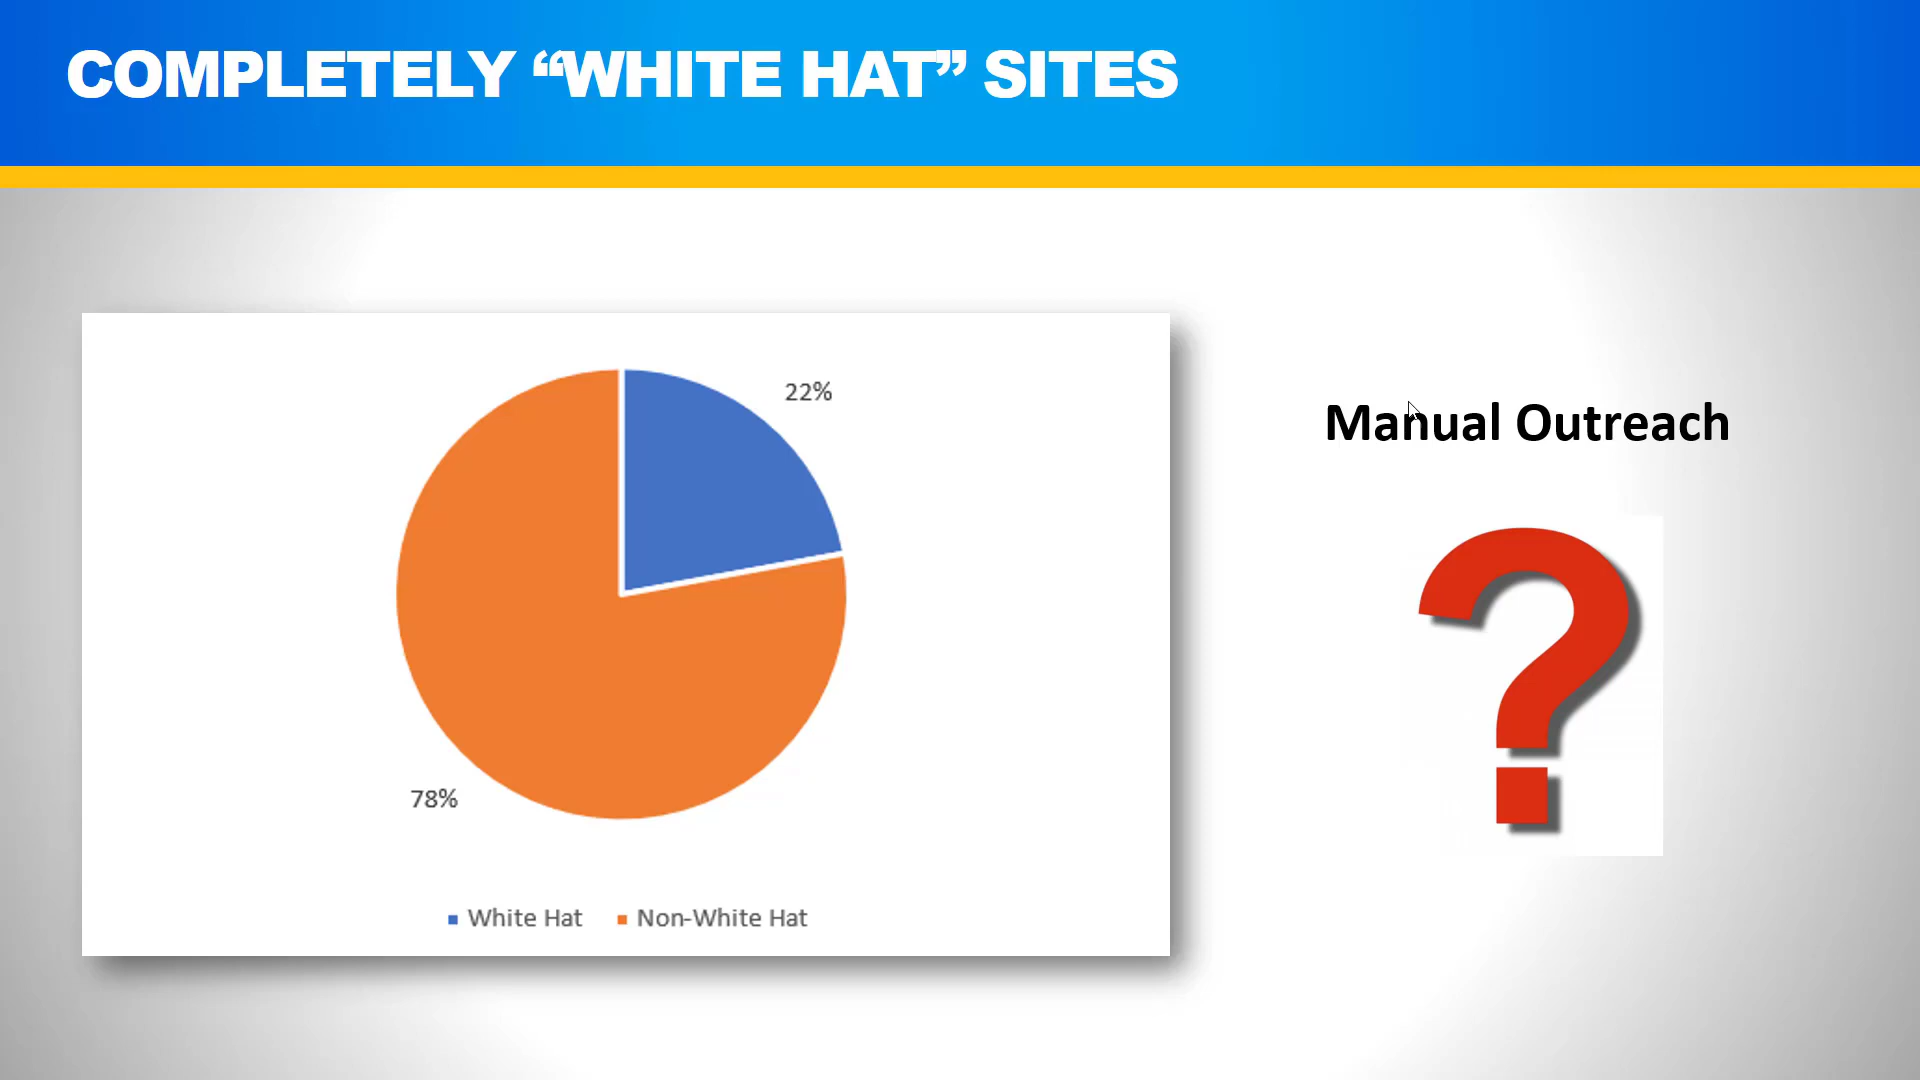 COMPLETELY “WHITE HAT” SITES
22%
Manual Outreach
?
78%
White Hat
Non-White Hat